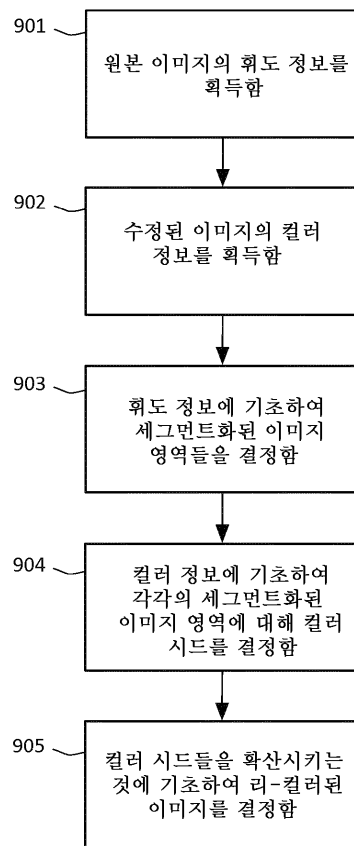 901
원본 이미지의 휘도 정보를
획득함
902
수정된 이미지의 컬러
정보를 획득함
903
휘도 정보에 기초하여
세그먼트화된 이미지
영역들을 결정함
904
컬러 정보에 기초하여
각각의 세그먼트화된
이미지 영역에 대해 컬러
시드를 결정함
905
컬러 시드들을 확산시키는
것에 기초하여 리-컬러된
이미지를 결정함